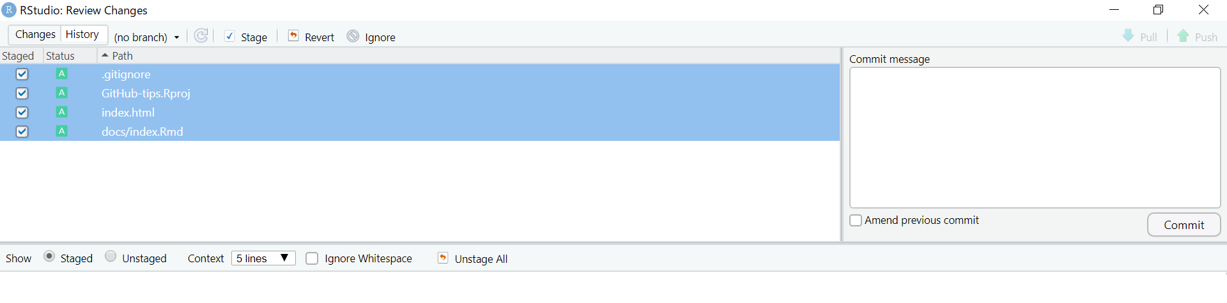 RStudio: Review Changes
Changes History (no branch) Stage Revert Ignore Pull Push
Staged Status Path
A .gitignore
A GitHub-tips.Rproj
A index.html
A docs/index.Rmd
Commit message
Amend previous commit
Commit
Show Staged Unstaged Context 5 lines Ignore Whitespace Unstage All